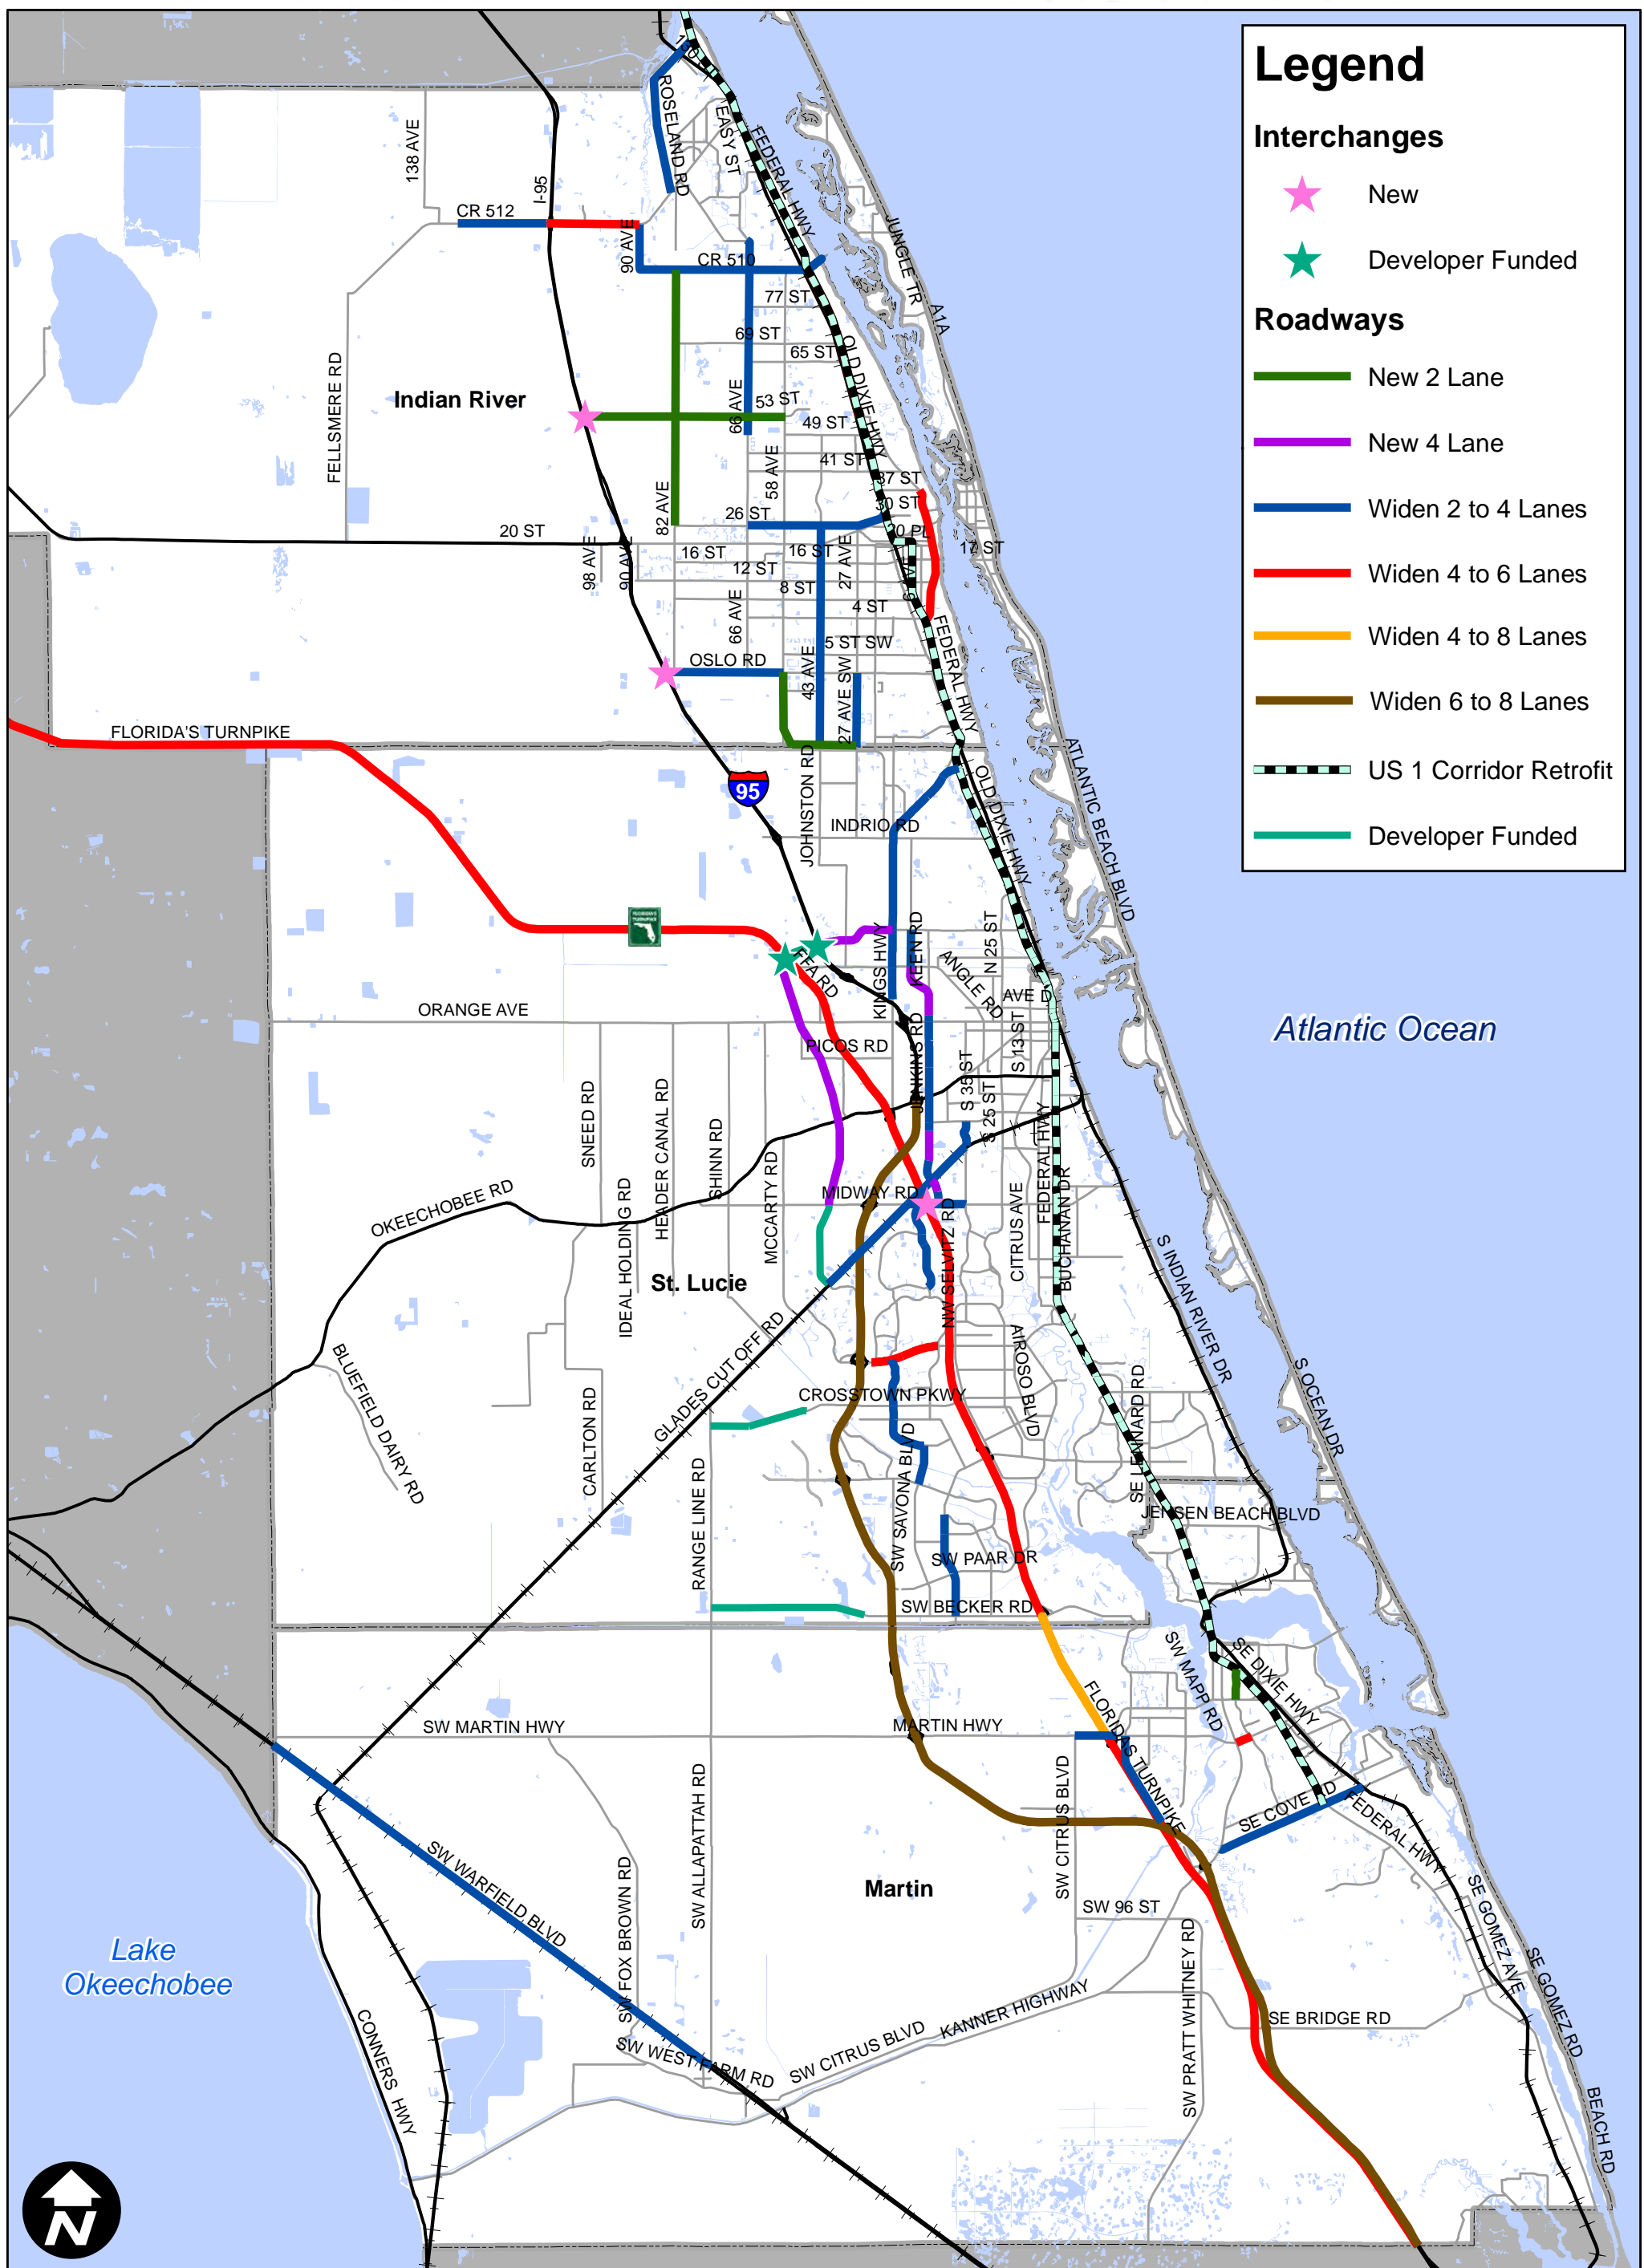 Legend
Interchanges
New
Developer Funded
Roadways
New 2 Lane
New 4 Lane
Widen 2 to 4 Lanes
Widen 4 to 6 Lanes
Widen 4 to 8 Lanes
Widen 6 to 8 Lanes
US 1 Corridor Retrofit
Developer Funded
ROSELAND RD
EASY ST
FEDERAL HWY
138 AVE
I-95
CR 512
90 AVE
CR 510
JUNGLE TR
A1A
77 ST
69 ST
65 ST
OLD DIXIE HWY
FELLSMERE RD
Indian River
66 AVE
53 ST
49 ST
58 AVE
41 ST
37 ST
30 ST
82 AVE
26 ST
20 ST
98 AVE
90 AVE
16 ST
16 ST
27 AVE
17 ST
12 ST
8 ST
4 ST
66 AVE
5 ST SW
OSLO RD
43 AVE
27 AVE SW
FEDERAL HWY
FLORIDA'S TURNPIKE
95
JOHNSTON RD
OLD DIXIE HWY
ATLANTIC BEACH BLVD
INDRIO RD
FLORIDA'S
TURNPIKE
FFA RD
KINGS HWY
KEEN RD
ANGLE RD
N 25 ST
AVE D
ORANGE AVE
PICOS RD
JENKINS RD
S 13 ST
S 35 ST
S 25 ST
Atlantic Ocean
SNEED RD
HEADER CANAL RD
SHINN RD
MCCARTY RD
MIDWAY RD
OKEECHOBEE RD
IDEAL HOLDING RD
St. Lucie
NW SELVITZ RD
CITRUS AVE
FEDERAL HWY
BUCHANAN DR
S INDIAN RIVER DR
GLADES CUT OFF RD
BLUEFIELD DAIRY RD
CARLTON RD
CROSSTOWN PKWY
AIROSO BLVD
SE LENNARD RD
S OCEAN DR
RANGE LINE RD
SW SAVONA BLVD
JENSEN BEACH BLVD
SW PAAR DR
SW BECKER RD
SW MAPP RD
SE DIXIE HWY
SW MARTIN HWY
MARTIN HWY
FLORIDAS TURNPIKE
SW ALLAPATTAH RD
SW CITRUS BLVD
FEDERAL HWY
SW WARFIELD BLVD
SW FOX BROWN RD
Martin
SW 96 ST
SE GOMEZ AVE
SE GOMEZ RD
Lake
Okeechobee
CONNERS HWY
SW WEST FARM RD
SW CITRUS BLVD
KANNER HIGHWAY
SW PRATT WHITNEY RD
SE BRIDGE RD
BEACH RD
N